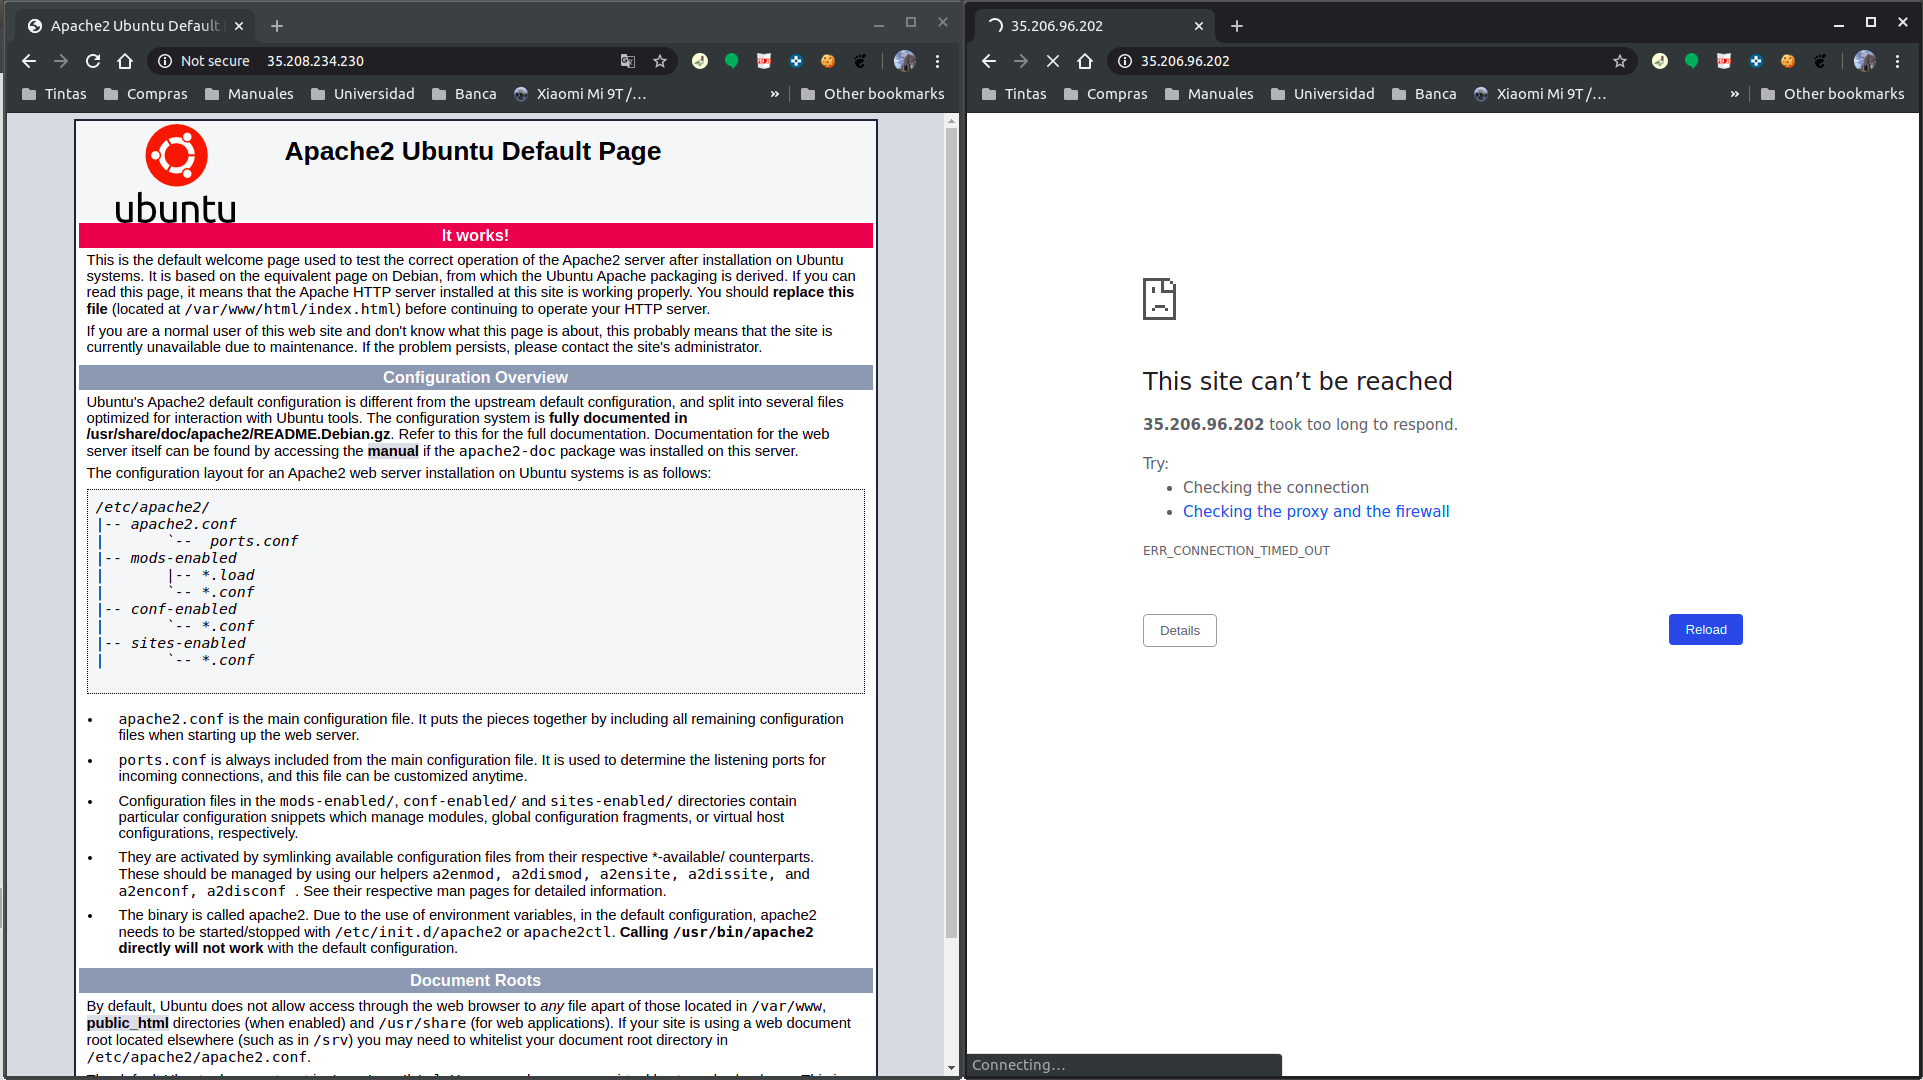 Apache2 Ubuntu Default
Not secure 35.208.234.230
Tintas Compras Manuales Universidad Banca Xiaomi Mi 9T /... » Other bookmarks
ubuntu
Apache2 Ubuntu Default Page
It works!
This is the default welcome page used to test the correct operation of the Apache2 server after installation on Ubuntu
systems. It is based on the equivalent page on Debian, from which the Ubuntu Apache packaging is derived. If you can
read this page, it means that the Apache HTTP server installed at this site is working properly. You should replace this
file (located at /var/www/html/index.html) before continuing to operate your HTTP server.
If you are a normal user of this web site and don't know what this page is about, this probably means that the site is
currently unavailable due to maintenance. If the problem persists, please contact the site's administrator.
Configuration Overview
Ubuntu's Apache2 default configuration is different from the upstream default configuration, and split into several files
optimized for interaction with Ubuntu tools. The configuration system is fully documented in
/usr/share/doc/apache2/README.Debian.gz. Refer to this for the full documentation. Documentation for the web
server itself can be found by accessing the manual if the apache2-doc package was installed on this server.
The configuration layout for an Apache2 web server installation on Ubuntu systems is as follows:
/etc/apache2/
|-- apache2.conf
|       `--  ports.conf
|-- mods-enabled
|       |-- *.load
|       `-- *.conf
|-- conf-enabled
|       `-- *.conf
|-- sites-enabled
|       `-- *.conf
• apache2.conf is the main configuration file. It puts the pieces together by including all remaining configuration
files when starting up the web server.
• ports.conf is always included from the main configuration file. It is used to determine the listening ports for
incoming connections, and this file can be customized anytime.
• Configuration files in the mods-enabled/, conf-enabled/ and sites-enabled/ directories contain
particular configuration snippets which manage modules, global configuration fragments, or virtual host
configurations, respectively.
• They are activated by symlinking available configuration files from their respective *-available/ counterparts.
These should be managed by using our helpers a2enmod, a2dismod, a2ensite, a2dissite, and
a2enconf, a2disconf . See their respective man pages for detailed information.
• The binary is called apache2. Due to the use of environment variables, in the default configuration, apache2
needs to be started/stopped with /etc/init.d/apache2 or apache2ctl. Calling /usr/bin/apache2
directly will not work with the default configuration.
Document Roots
By default, Ubuntu does not allow access through the web browser to any file apart of those located in /var/www,
public_html directories (when enabled) and /usr/share (for web applications). If your site is using a web document
root located elsewhere (such as in /srv) you may need to whitelist your document root directory in
/etc/apache2/apache2.conf.
35.206.96.202
35.206.96.202
Tintas Compras Manuales Universidad Banca Xiaomi Mi 9T /... » Other bookmarks
This site can’t be reached
35.206.96.202 took too long to respond.
Try:
• Checking the connection
• Checking the proxy and the firewall
ERR_CONNECTION_TIMED_OUT
Details
Reload
Connecting...